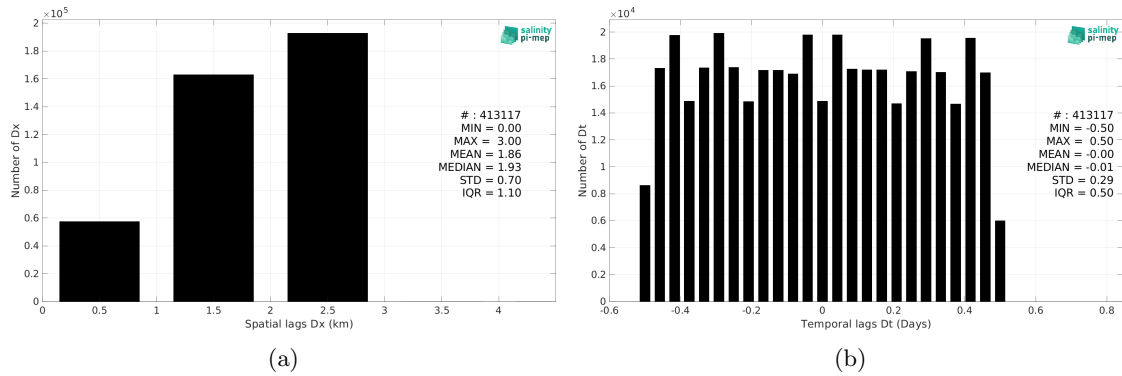 ×10⁵
2
1.8
1.6
1.4
1.2
1
0.8
0.6
0.4
0.2
0
Number of Dx
salinity
pi-mep
# : 413117
MIN = 0.00
MAX = 3.00
MEAN = 1.86
MEDIAN = 1.93
STD = 0.70
IQR = 1.10
0 0.5 1 1.5 2 2.5 3 3.5 4
Spatial lags Dx (km)
(a)
×10⁴
2
1.8
1.6
1.4
1.2
1
0.8
0.6
0.4
0.2
0
Number of Dt
salinity
pi-mep
# : 413117
MIN = -0.50
MAX = 0.50
MEAN = -0.00
MEDIAN = -0.01
STD = 0.29
IQR = 0.50
-0.6 -0.4 -0.2 0 0.2 0.4 0.6 0.8
Temporal lags Dt (Days)
(b)